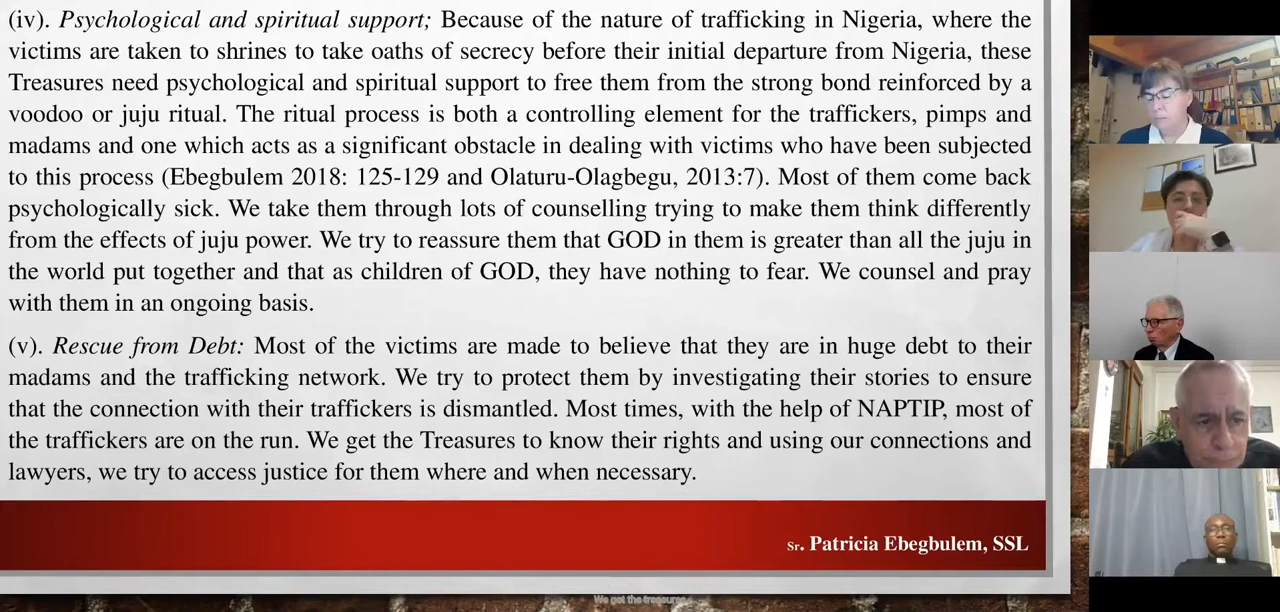 (iv). Psychological and spiritual support; Because of the nature of trafficking in Nigeria, where the
victims are taken to shrines to take oaths of secrecy before their initial departure from Nigeria, these
Treasures need psychological and spiritual support to free them from the strong bond reinforced by a
voodoo or juju ritual. The ritual process is both a controlling element for the traffickers, pimps and
madams and one which acts as a significant obstacle in dealing with victims who have been subjected
to this process (Ebegbulem 2018: 125-129 and Olaturu-Olagbegu, 2013:7). Most of them come back
psychologically sick. We take them through lots of counselling trying to make them think differently
from the effects of juju power. We try to reassure them that GOD in them is greater than all the juju in
the world put together and that as children of GOD, they have nothing to fear. We counsel and pray
with them in an ongoing basis.
(v). Rescue from Debt: Most of the victims are made to believe that they are in huge debt to their
madams and the trafficking network. We try to protect them by investigating their stories to ensure
that the connection with their traffickers is dismantled. Most times, with the help of NAPTIP, most of
the traffickers are on the run. We get the Treasures to know their rights and using our connections and
lawyers, we try to access justice for them where and when necessary.
Sr. Patricia Ebegbulem, SSL
We get the treasures